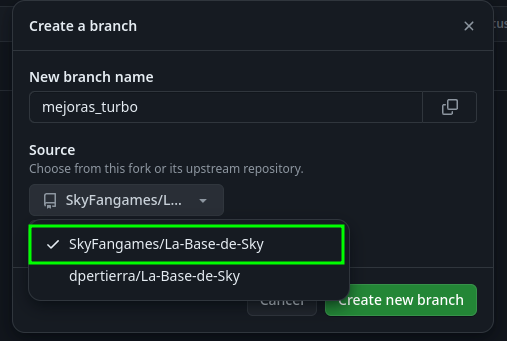 Create a branch
cus
New branch name
mejoras_turbo
Source
Choose from this fork or its upstream repository.
SkyFangames/L...
SkyFangames/La-Base-de-Sky
dpertierra/La-Base-de-Sky
Cancel
Create new branch